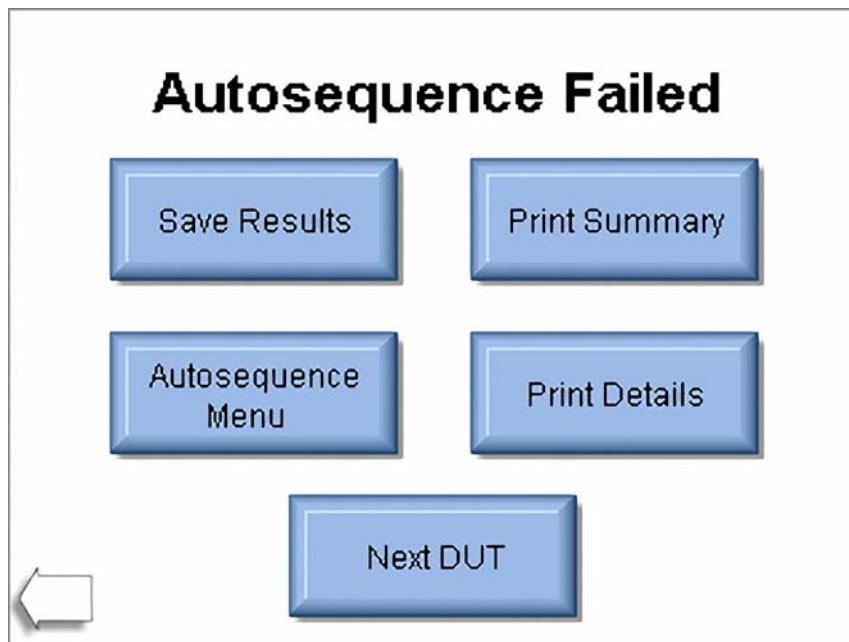 Autosequence Failed
Save Results
Print Summary
Autosequence
Menu
Print Details
Next DUT